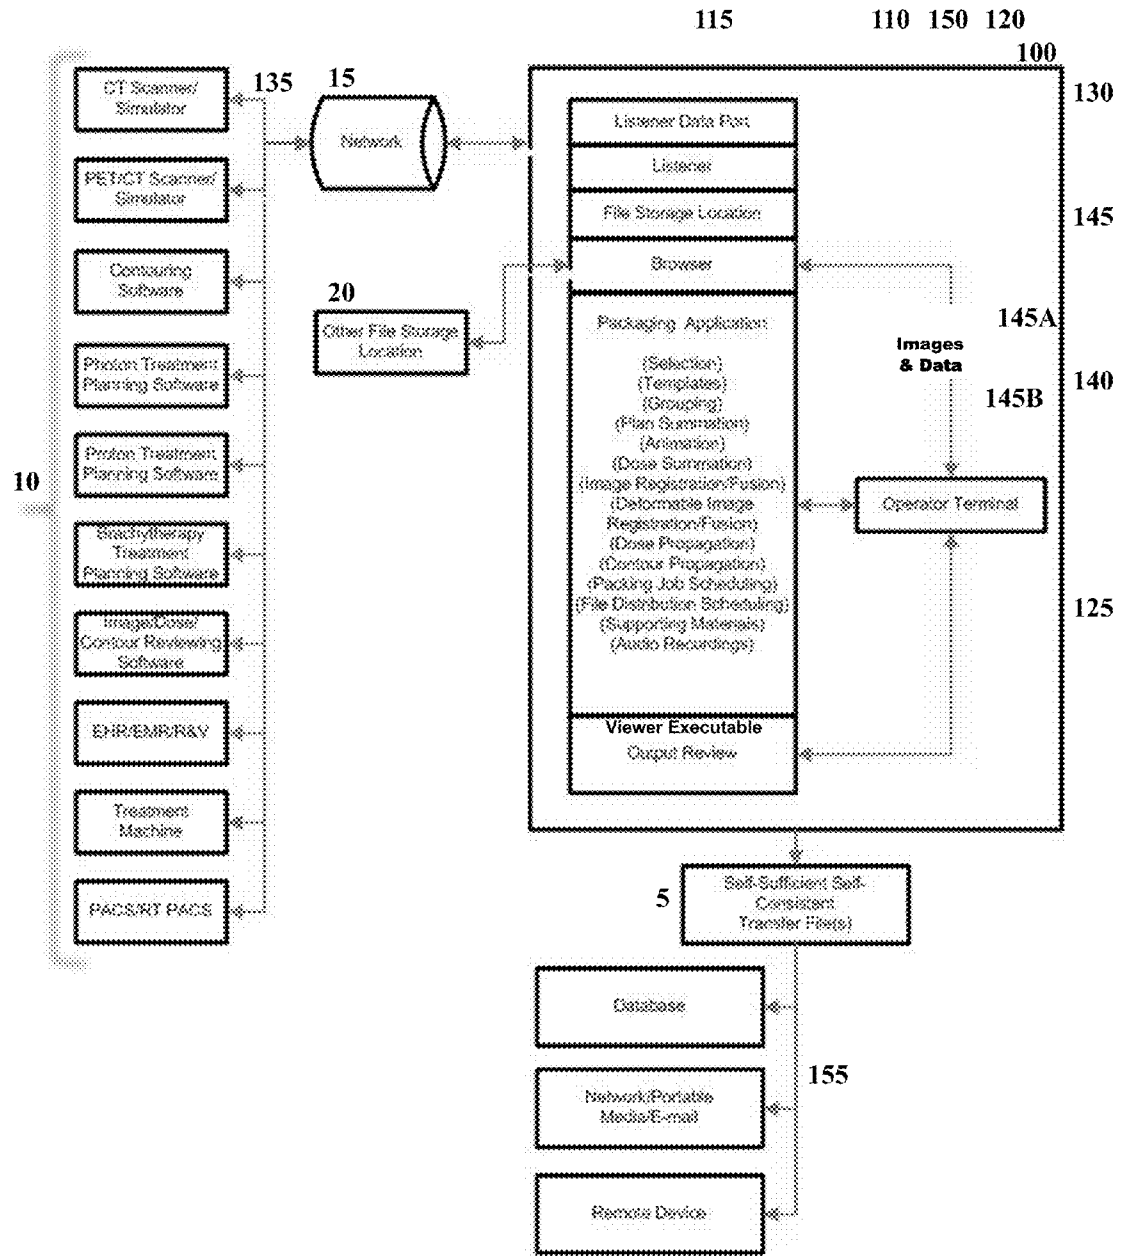 115
110 150 120
100
CT Scanner/
Simulator
135
15
Network
PET/CT Scanner/
Simulator
Contouring
Software
Photon Treatment
Planning Software
Proton Treatment
Planning Software
10
Brachytherapy
Treatment
Planning Software
Image/Dose/
Contour Reviewing
Software
EHR/EMR/R&V
Treatment
Machine
PACS/RT PACS
20
Other File Storage
Location
Listener Data Port
Listener
File Storage Location
Browser
Packaging Application
(Selection)
(Templates)
(Grouping)
(Plan Summation)
(Animation)
(Dose Summation)
(Image Registration/Fusion)
(Deformable Image
Registration/Fusion)
(Dose Propagation)
(Contour Propagation)
(Packing Job Scheduling)
(File Distribution Scheduling)
(Supporting Materials)
(Audio Recordings)
Viewer Executable
Output Review
130
145
145A
Images
& Data
140
145B
Operator Terminal
125
5
Self-Sufficient Self-
Consistent
Transfer File(s)
Database
155
Network/Portable
Media/E-mail
Remote Device